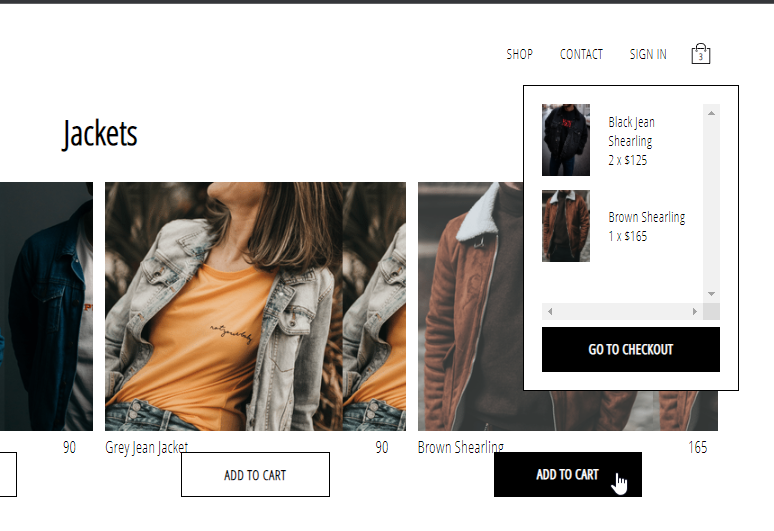 SHOP
CONTACT
SIGN IN
3
Jackets
Black Jean
Shearling
2 x $125
Brown Shearling
1 x $165
GO TO CHECKOUT
90
Grey Jean Jacket
90
Brown Shearling
165
ADD TO CART
ADD TO CART